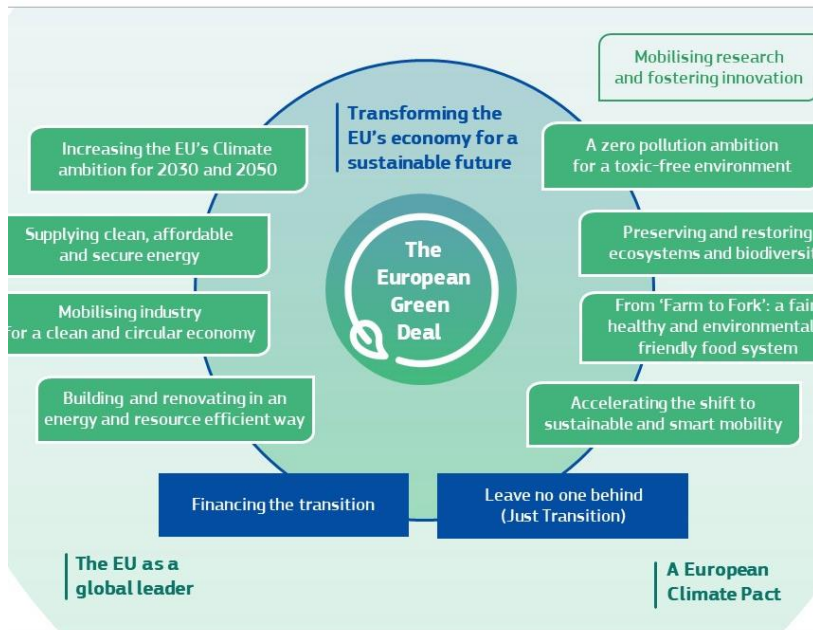 Mobilising research
and fostering innovation
Transforming the
EU's economy for a
sustainable future
Increasing the EU's Climate
ambition for 2030 and 2050
A zero pollution ambition
for a toxic-free environment
Supplying clean, affordable
and secure energy
Preserving and restoring
ecosystems and biodiversit
The
European
Green
Deal
Mobilising industry
for a clean and circular economy
From ‘Farm to Fork’: a fair
healthy and environmental
friendly food system
Building and renovating in an
energy and resource efficient way
Accelerating the shift to
sustainable and smart mobility
Financing the transition
Leave no one behind
(Just Transition)
The EU as a
global leader
A European
Climate Pact